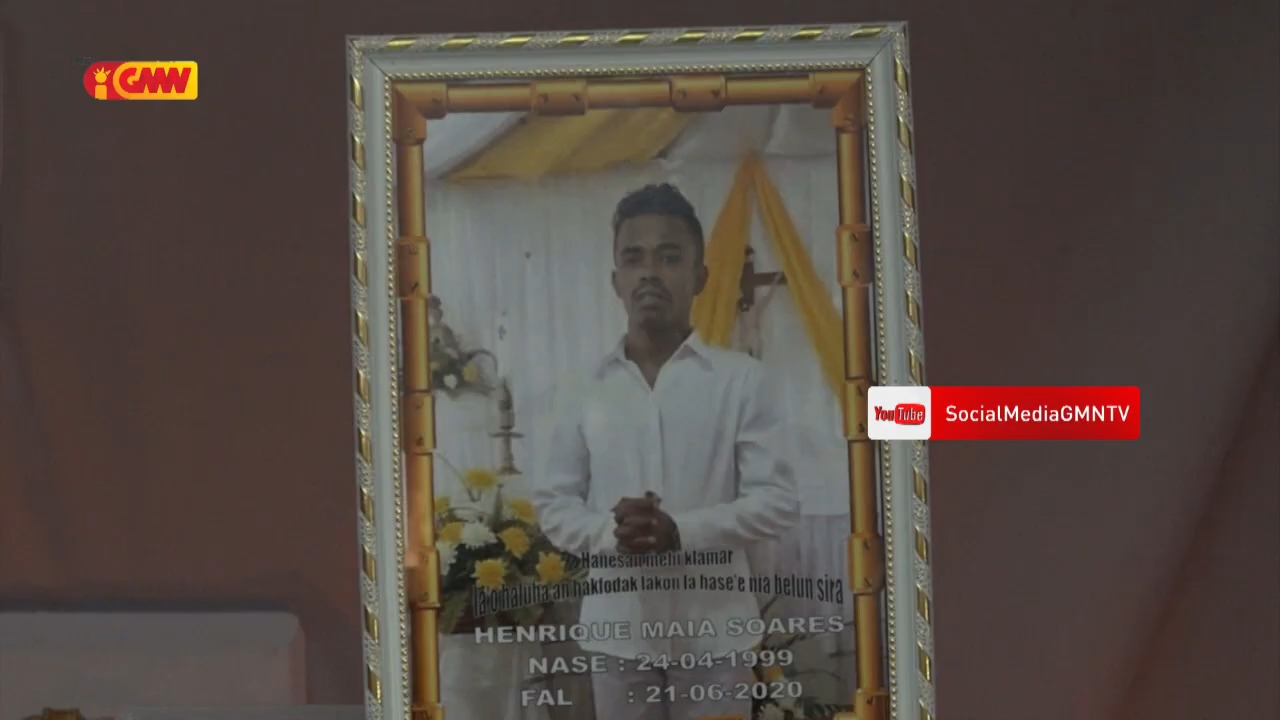 GMN
YouTube SocialMediaGMNTV
Hanesan mehi klamar
la'o haluha an hakfodak lakon la hase'e nia belun sira
HENRIQUE MAIA SOARES
NASE : 24-04-1999
FAL : 21-06-2020